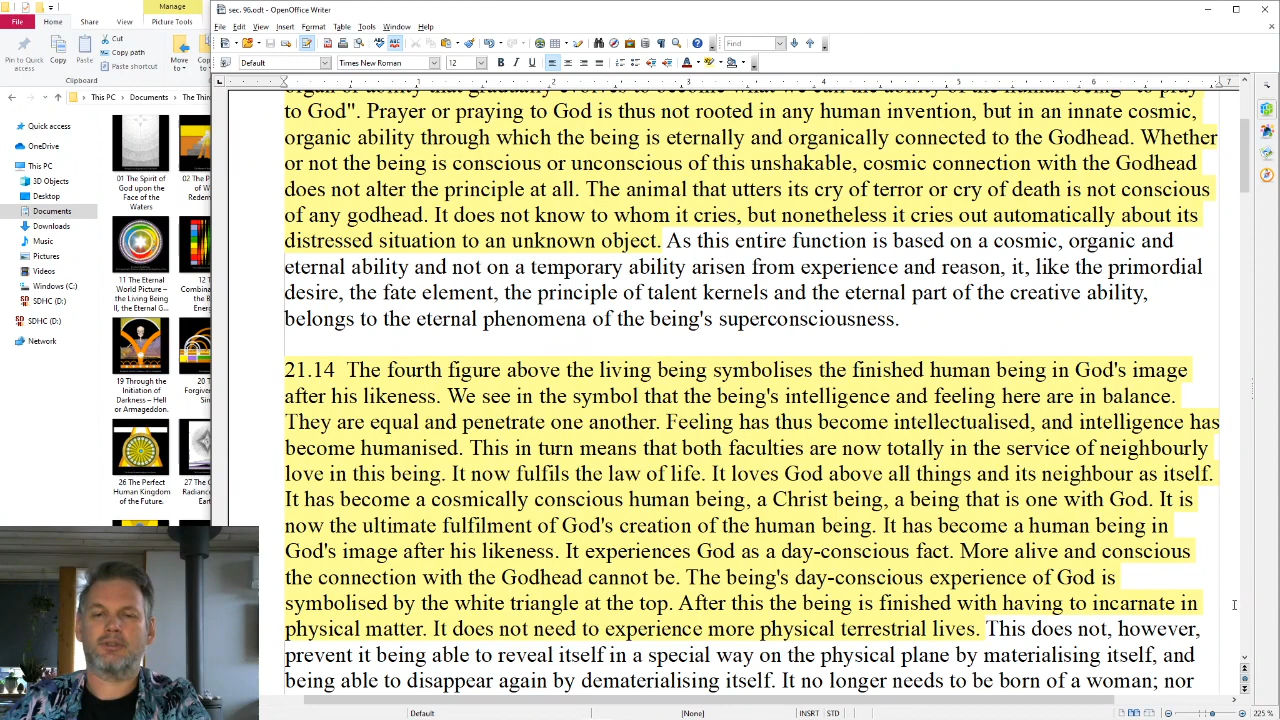 Manage
File
Home
Share
View
Picture Tools
Pin to Quick access
Copy
Paste
Cut
Copy path
Paste shortcut
Move to
Clipboard
This PC
Documents
The Thir
Quick access
OneDrive
This PC
3D Objects
Desktop
Documents
Downloads
Music
Pictures
Videos
Windows (C:)
SDHC (D:)
SDHC (D:)
Network
01 The Spirit of God upon the Face of the Waters
11 The Eternal World Picture – the Living Being II, the Eternal G...
19 Through the Initiation of Darkness – Hell or Armageddon.
26 The Perfect Human Kingdom of the Future.
sec. 96.odt - OpenOffice Writer
File Edit View Insert Format Table Tools Window Help
Find
Default
Times New Roman
12
to God". Prayer or praying to God is thus not rooted in any human invention, but in an innate cosmic,
organic ability through which the being is eternally and organically connected to the Godhead. Whether
or not the being is conscious or unconscious of this unshakable, cosmic connection with the Godhead
does not alter the principle at all. The animal that utters its cry of terror or cry of death is not conscious
of any godhead. It does not know to whom it cries, but nonetheless it cries out automatically about its
distressed situation to an unknown object. As this entire function is based on a cosmic, organic and
eternal ability and not on a temporary ability arisen from experience and reason, it, like the primordial
desire, the fate element, the principle of talent kernels and the eternal part of the creative ability,
belongs to the eternal phenomena of the being's superconsciousness.
21.14 The fourth figure above the living being symbolises the finished human being in God's image
after his likeness. We see in the symbol that the being's intelligence and feeling here are in balance.
They are equal and penetrate one another. Feeling has thus become intellectualised, and intelligence has
become humanised. This in turn means that both faculties are now totally in the service of neighbourly
love in this being. It now fulfils the law of life. It loves God above all things and its neighbour as itself.
It has become a cosmically conscious human being, a Christ being, a being that is one with God. It is
now the ultimate fulfilment of God's creation of the human being. It has become a human being in
God's image after his likeness. It experiences God as a day-conscious fact. More alive and conscious
the connection with the Godhead cannot be. The being's day-conscious experience of God is
symbolised by the white triangle at the top. After this the being is finished with having to incarnate in
physical matter. It does not need to experience more physical terrestrial lives. This does not, however,
prevent it being able to reveal itself in a special way on the physical plane by materialising itself, and
being able to disappear again by dematerialising itself. It no longer needs to be born of a woman; nor
Default
[None]
INSRT
STD
225 %